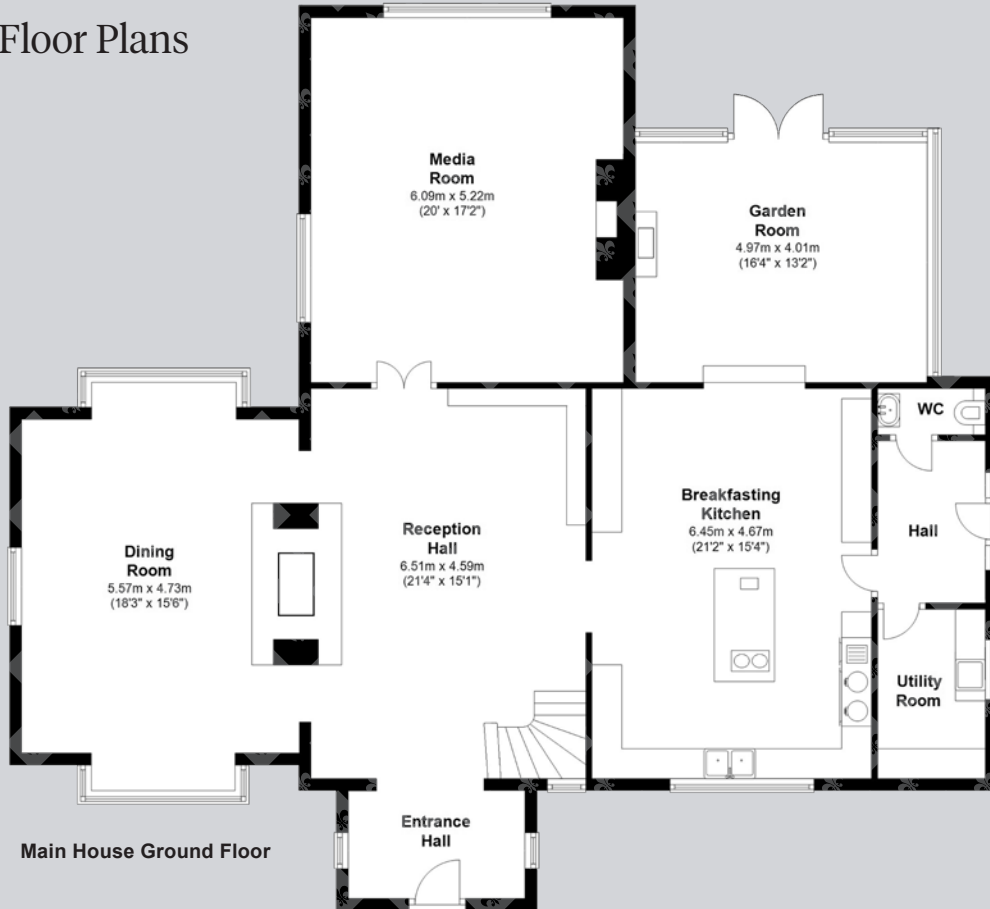 Floor Plans
Media
Room
6.09m x 5.22m
(20' x 17'2")
Garden
Room
4.97m x 4.01m
(16'4" x 13'2")
WC
Breakfasting
Kitchen
6.45m x 4.67m
(21'2" x 15'4")
Hall
Reception
Hall
6.51m x 4.59m
(21'4" x 15'1")
Dining
Room
5.57m x 4.73m
(18'3" x 15'6")
Utility
Room
Entrance
Hall
Main House Ground Floor